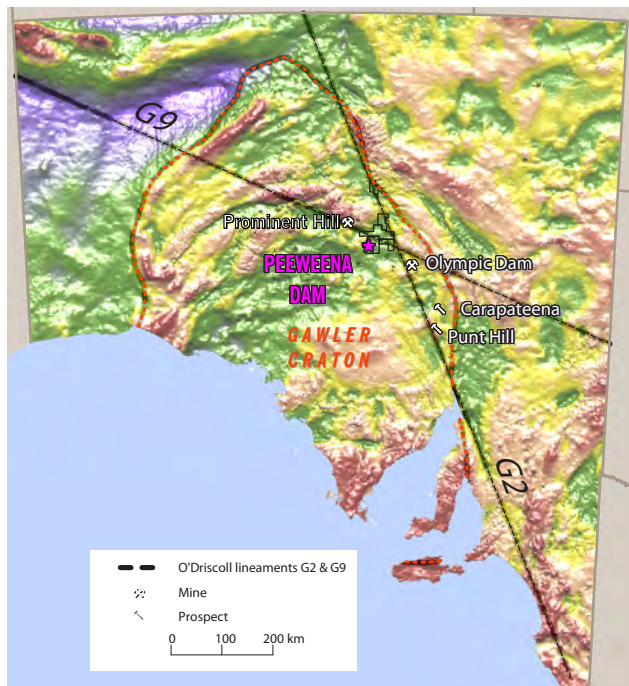 G9
Prominent Hill
PEEWEENA
DAM
Olympic Dam
Carapateena
Punt Hill
GAWLER
CRATON
G2
O'Driscoll lineaments G2 & G9
Mine
Prospect
0 100 200 km